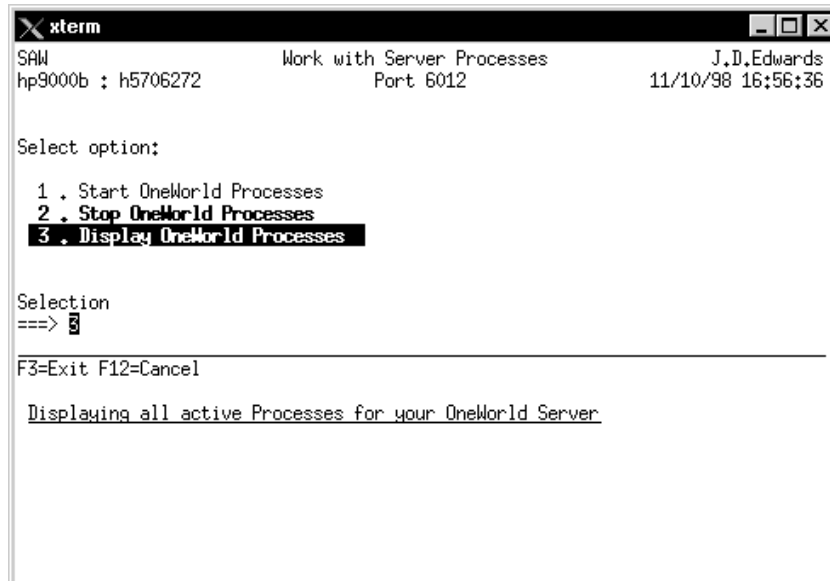 xterm
SAW Work with Server Processes J.D.Edwards
hp9000b : h5706272 Port 6012 11/10/98 16:56:36
Select option:
1 . Start OneWorld Processes
2 . Stop OneWorld Processes
3 . Display OneWorld Processes
Selection
===> 3
F3=Exit F12=Cancel
Displaying all active Processes for your OneWorld Server